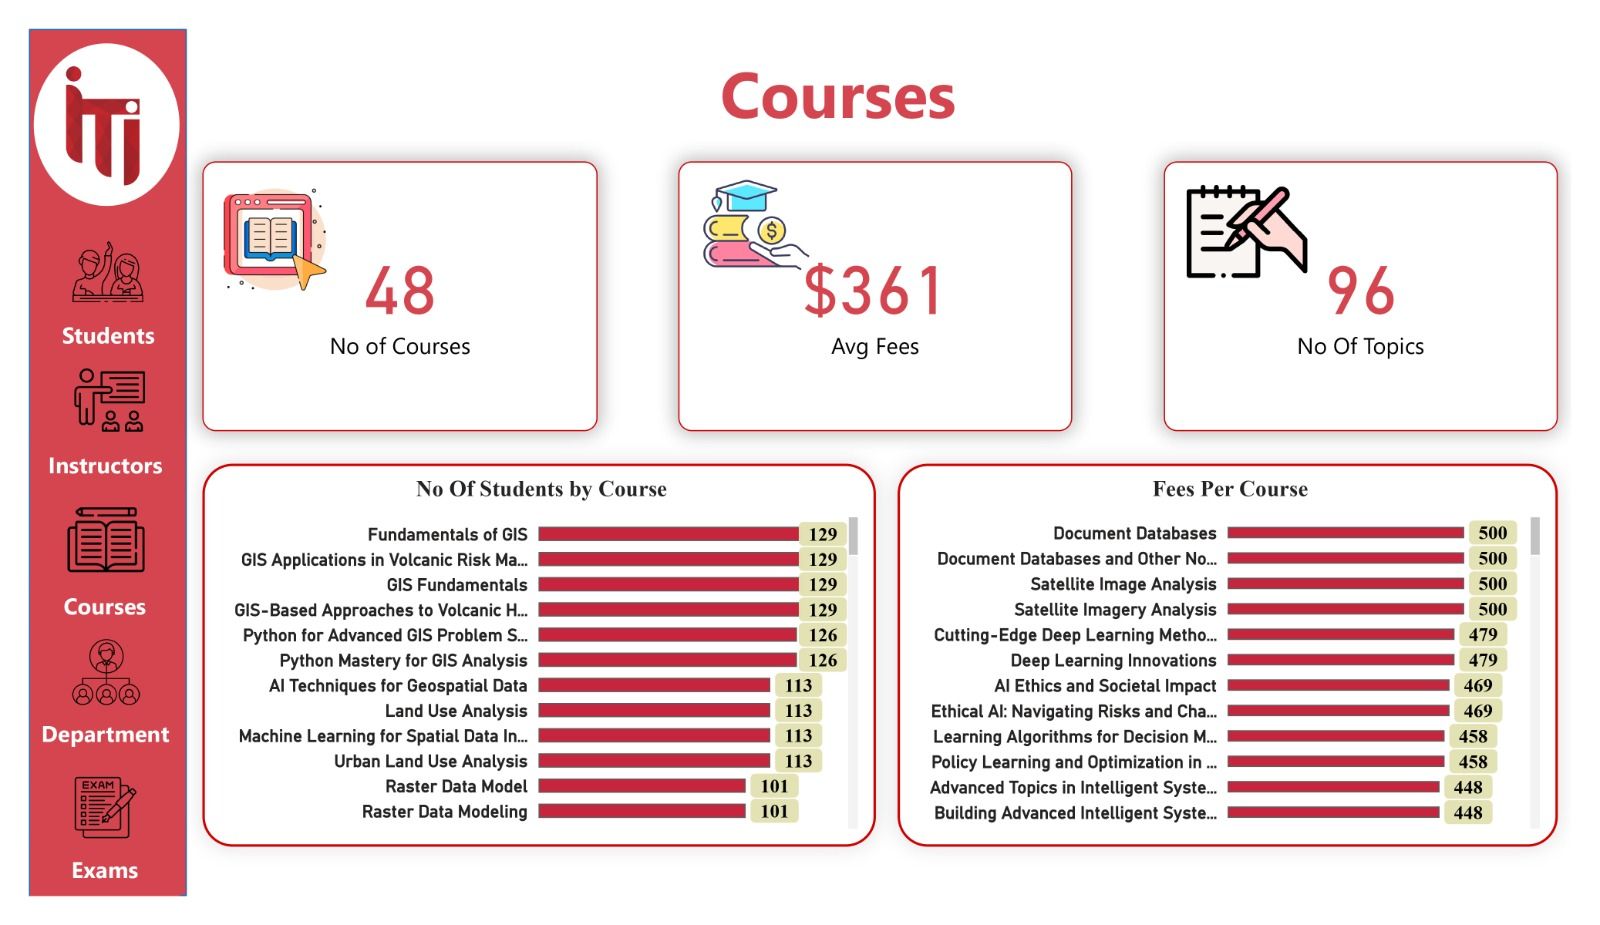 iTi
Courses
Students
Instructors
Courses
Department
EXAM
Exams
48
No of Courses
$
$361
Avg Fees
96
No Of Topics
No Of Students by Course
Fundamentals of GIS 129
GIS Applications in Volcanic Risk Ma... 129
GIS Fundamentals 129
GIS-Based Approaches to Volcanic H... 129
Python for Advanced GIS Problem S... 126
Python Mastery for GIS Analysis 126
AI Techniques for Geospatial Data 113
Land Use Analysis 113
Machine Learning for Spatial Data In... 113
Urban Land Use Analysis 113
Raster Data Model 101
Raster Data Modeling 101
Fees Per Course
Document Databases 500
Document Databases and Other No... 500
Satellite Image Analysis 500
Satellite Imagery Analysis 500
Cutting-Edge Deep Learning Metho... 479
Deep Learning Innovations 479
AI Ethics and Societal Impact 469
Ethical AI: Navigating Risks and Cha... 469
Learning Algorithms for Decision M... 458
Policy Learning and Optimization in ... 458
Advanced Topics in Intelligent Syste... 448
Building Advanced Intelligent Syste... 448